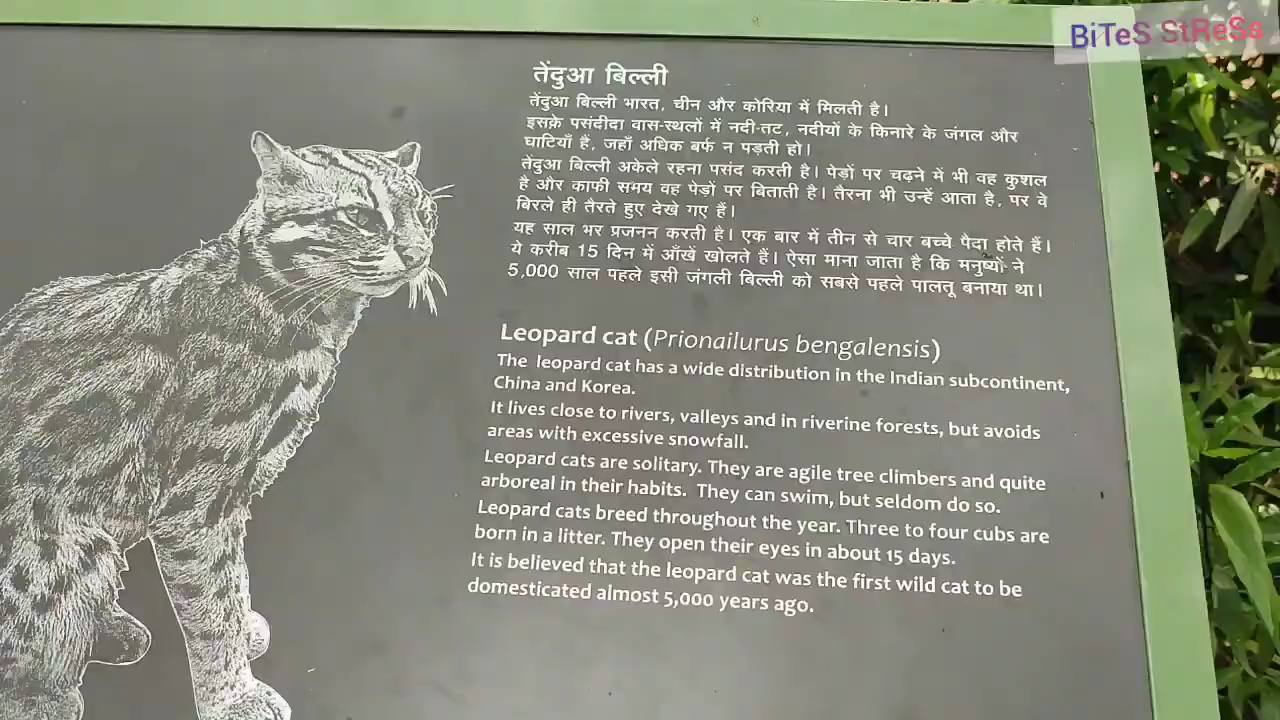 BiTeS StReSs
तेंदुआ बिल्ली
तेंदुआ बिल्ली भारत, चीन और कोरिया में मिलती है।
इसके पसंदीदा वास-स्थलों में नदी-तट, नदीयों के किनारे के जंगल और
घाटियाँ हैं, जहाँ अधिक बर्फ न पड़ती हो।
तेंदुआ बिल्ली अकेले रहना पसंद करती है। पेड़ों पर चढ़ने में भी वह कुशल
है और काफी समय वह पेड़ों पर बिताती है। तैरना भी उन्हें आता है, पर वे
बिरले ही तैरते हुए देखे गए हैं।
यह साल भर प्रजनन करती है। एक बार में तीन से चार बच्चे पैदा होते हैं।
ये करीब 15 दिन में आँखें खोलते हैं। ऐसा माना जाता है कि मनुष्यों ने
5,000 साल पहले इसी जंगली बिल्ली को सबसे पहले पालतू बनाया था।
Leopard cat (Prionailurus bengalensis)
The leopard cat has a wide distribution in the Indian subcontinent,
China and Korea.
It lives close to rivers, valleys and in riverine forests, but avoids
areas with excessive snowfall.
Leopard cats are solitary. They are agile tree climbers and quite
arboreal in their habits. They can swim, but seldom do so.
Leopard cats breed throughout the year. Three to four cubs are
born in a litter. They open their eyes in about 15 days.
It is believed that the leopard cat was the first wild cat to be
domesticated almost 5,000 years ago.